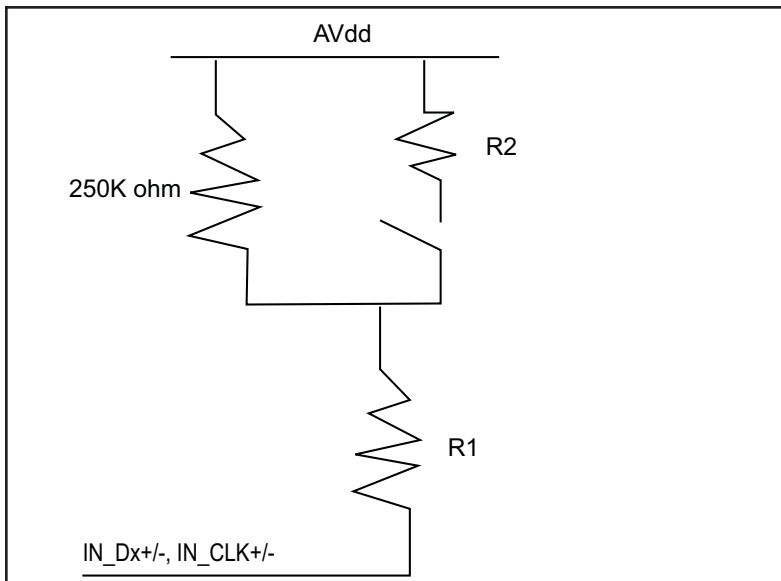 AVdd
R2
250K ohm
R1
IN_Dx+/-, IN_CLK+/-